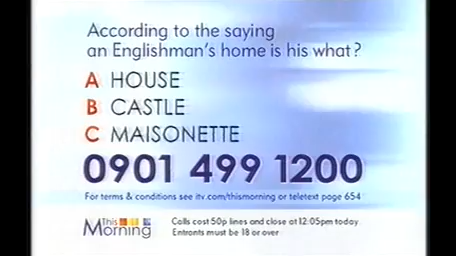 According to the saying
an Englishman's home is his what?
A HOUSE
B CASTLE
C MAISONETTE
0901 499 1200
For terms & conditions see itv.com/thismorning or teletext page 654
This Morning
Calls cost 50p lines and close at 12:05pm today
Entrants must be 18 or over